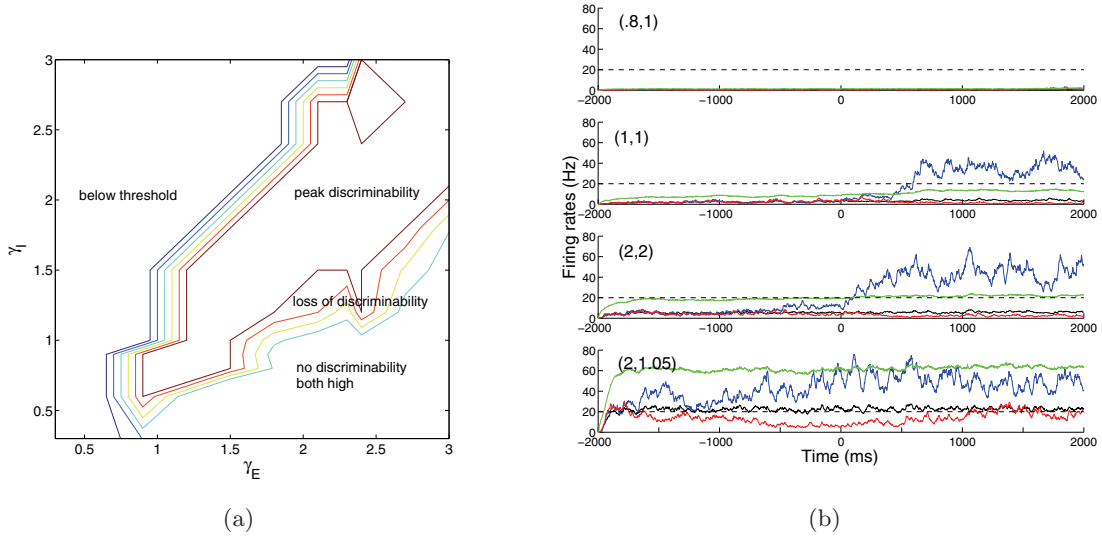 3
2.5
2
1.5
1
0.5
0.5 1 1.5 2 2.5 3
γI
γE
below threshold
peak discriminability
loss of discriminability
no discriminability
both high
(a)
(.8,1)
80
60
40
20
0
-2000 -1000 0 1000 2000
(1,1)
80
60
40
20
0
-2000 -1000 0 1000 2000
(2,2)
80
60
40
20
0
-2000 -1000 0 1000 2000
(2,1.05)
80
60
40
20
0
-2000 -1000 0 1000 2000
Firing rates (Hz)
Time (ms)
(b)